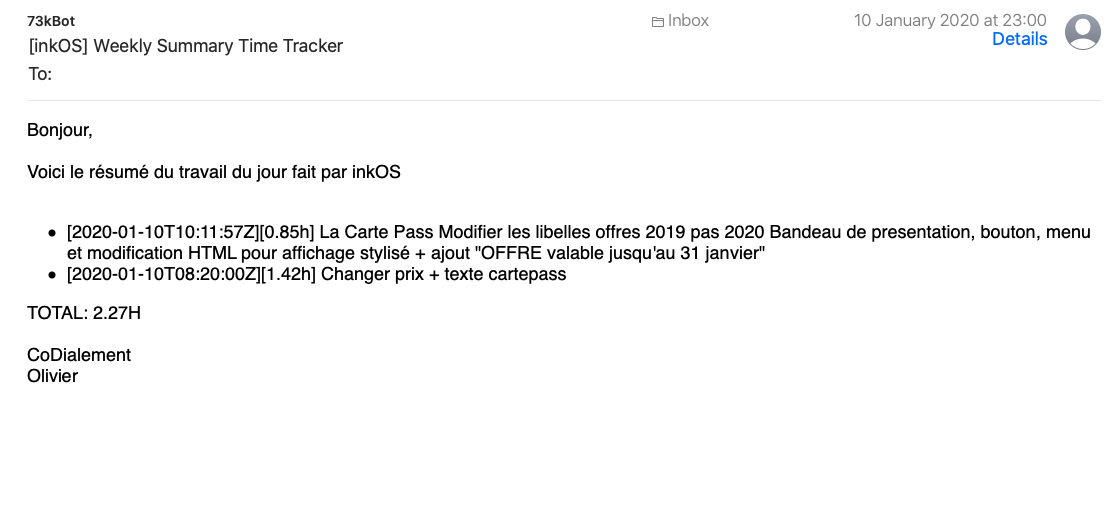 73kBot
Inbox
10 January 2020 at 23:00
[inkOS] Weekly Summary Time Tracker
Details
To:
Bonjour,
Voici le résumé du travail du jour fait par inkOS
• [2020-01-10T10:11:57Z][0.85h] La Carte Pass Modifier les libelles offres 2019 pas 2020 Bandeau de presentation, bouton, menu
et modification HTML pour affichage stylisé + ajout "OFFRE valable jusqu'au 31 janvier"
• [2020-01-10T08:20:00Z][1.42h] Changer prix + texte cartepass
TOTAL: 2.27H
CoDialement
Olivier